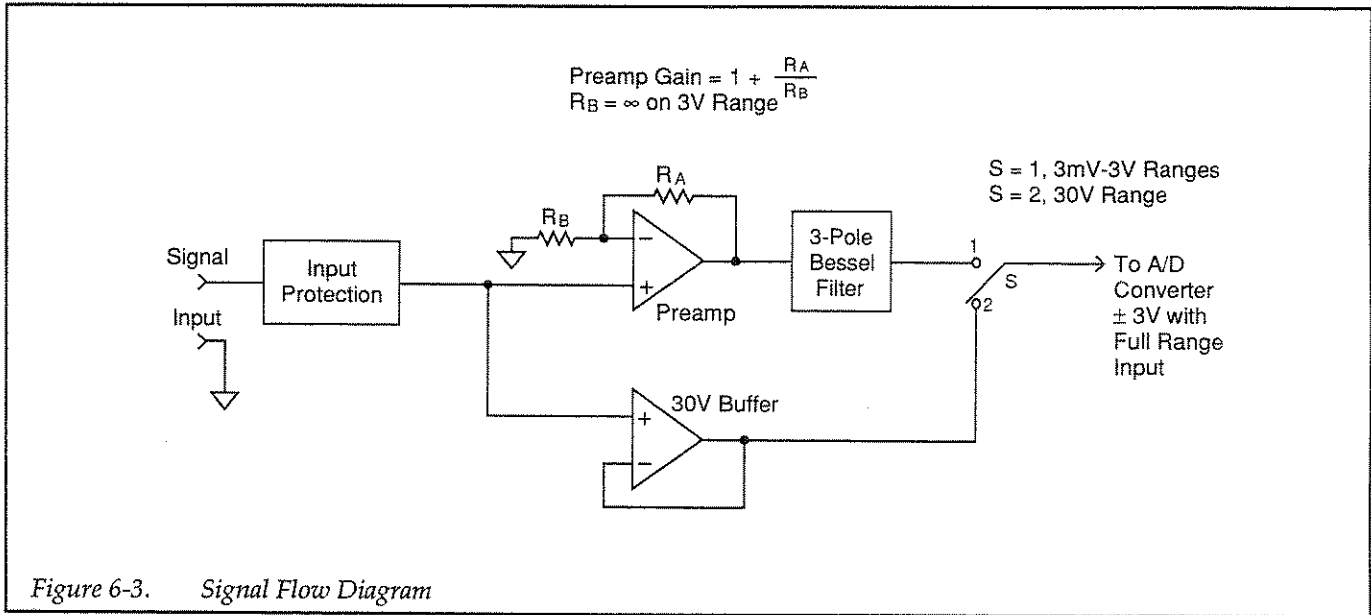 Preamp Gain = 1 + RA
RB
RB = ∞ on 3V Range
S = 1, 3mV-3V Ranges
S = 2, 30V Range
RA
RB
−
+
Preamp
3-Pole
Bessel
Filter
1
2
S
To A/D
Converter
± 3V with
Full Range
Input
Signal
Input
Input
Protection
30V Buffer
+
−
Figure 6-3. Signal Flow Diagram